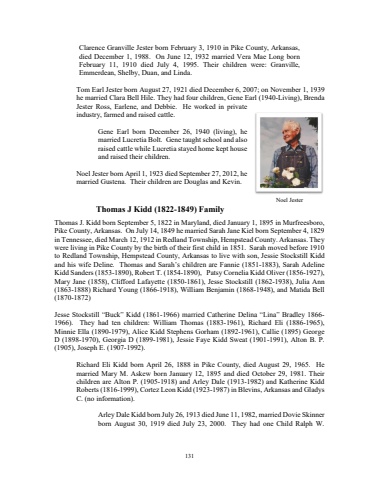 Clarence Granville Jester born February 3, 1910 in Pike County, Arkansas,
died December 1, 1988. On June 12, 1932 married Vera Mae Long born
February 11, 1910 died July 4, 1995. Their children were: Granville,
Emmerdean, Shelby, Duan, and Linda.
Tom Earl Jester born August 27, 1921 died December 6, 2007; on November 1, 1939
he married Clara Bell Hile. They had four children, Gene Earl (1940-Living), Brenda
Jester Ross, Earlene, and Debbie. He worked in private
industry, farmed and raised cattle.
Gene Earl born December 26, 1940 (living), he
married Lucretia Bolt. Gene taught school and also
raised cattle while Lucretia stayed home kept house
and raised their children.
Noel Jester born April 1, 1923 died September 27, 2012, he
married Gustena. Their children are Douglas and Kevin.
Noel Jester
Thomas J Kidd (1822-1849) Family
Thomas J. Kidd born September 5, 1822 in Maryland, died January 1, 1895 in Murfreesboro,
Pike County, Arkansas. On July 14, 1849 he married Sarah Jane Kiel born September 4, 1829
in Tennessee, died March 12, 1912 in Redland Township, Hempstead County. Arkansas. They
were living in Pike County by the birth of their first child in 1851. Sarah moved before 1910
to Redland Township, Hempstead County, Arkansas to live with son, Jessie Stockstill Kidd
and his wife Deline. Thomas and Sarah's children are Fannie (1851-1883), Sarah Adeline
Kidd Sanders (1853-1890), Robert T. (1854-1890), Patsy Cornelia Kidd Oliver (1856-1927),
Mary Jane (1858), Clifford Lafayette (1850-1861), Jesse Stockstill (1862-1938), Julia Ann
(1863-1888) Richard Young (1866-1918), William Benjamin (1868-1948), and Matida Bell
(1870-1872)
Jesse Stockstill "Buck" Kidd (1861-1966) married Catherine Delina "Lina" Bradley 1866-
1966). They had ten children: William Thomas (1883-1961), Richard Eli (1886-1965),
Minnie Ella (1890-1979), Alice Kidd Stephens Gorham (1892-1961), Callie (1895) George
D (1898-1970), Georgia D (1899-1981), Jessie Faye Kidd Sweat (1901-1991), Alton B. P.
(1905), Joseph E. (1907-1992).
Richard Eli Kidd born April 26, 1888 in Pike County, died August 29, 1965. He
married Mary M. Askew born January 12, 1895 and died October 29, 1981. Their
children are Alton P. (1905-1918) and Arley Dale (1913-1982) and Katherine Kidd
Roberts (1816-1999), Cortez Leon Kidd (1923-1987) in Blevins, Arkansas and Gladys
C. (no information).
Arley Dale Kidd born July 26, 1913 died June 11, 1982, married Dovie Skinner
born August 30, 1919 died July 23, 2000. They had one Child Ralph W.
131